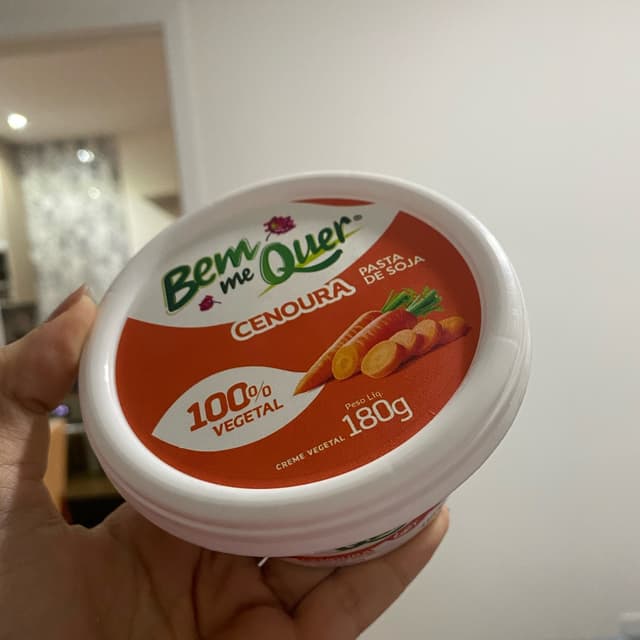 Bem
me Quer®
CENOURA
PASTA
DE SOJA
100%
VEGETAL
Peso Líq.
CREME VEGETAL 180g